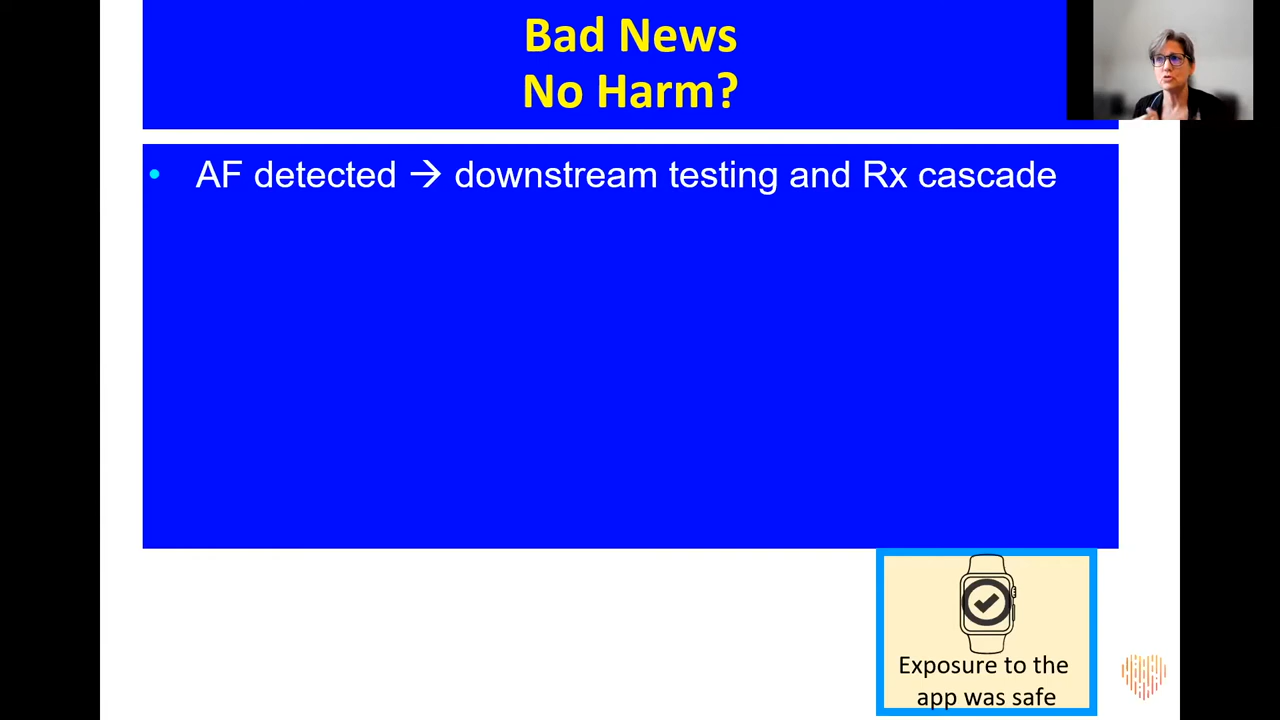 Bad News
No Harm?
• AF detected → downstream testing and Rx cascade
Exposure to the
app was safe